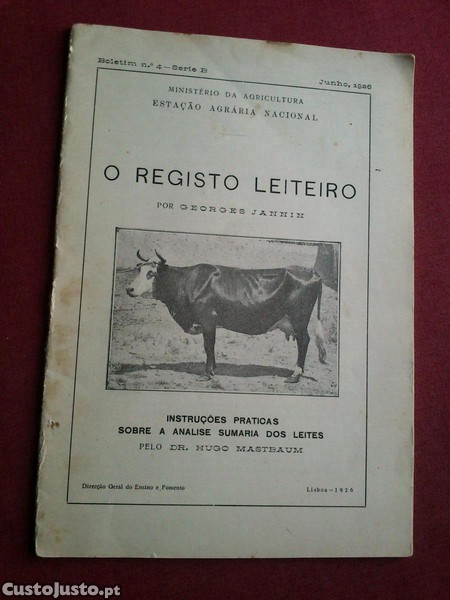 Boletim n.º 4—Serie B
Junho, 1926
MINISTÉRIO DA AGRICULTURA
ESTAÇÃO AGRÁRIA NACIONAL
O REGISTO LEITEIRO
POR GEORGES JANNIN
INSTRUÇÕES PRATICAS
SOBRE A ANALISE SUMARIA DOS LEITES
PELO DR. HUGO MASTBAUM
Direcção Geral do Ensino e Fomento
Lisboa—1926
CustoJusto.pt